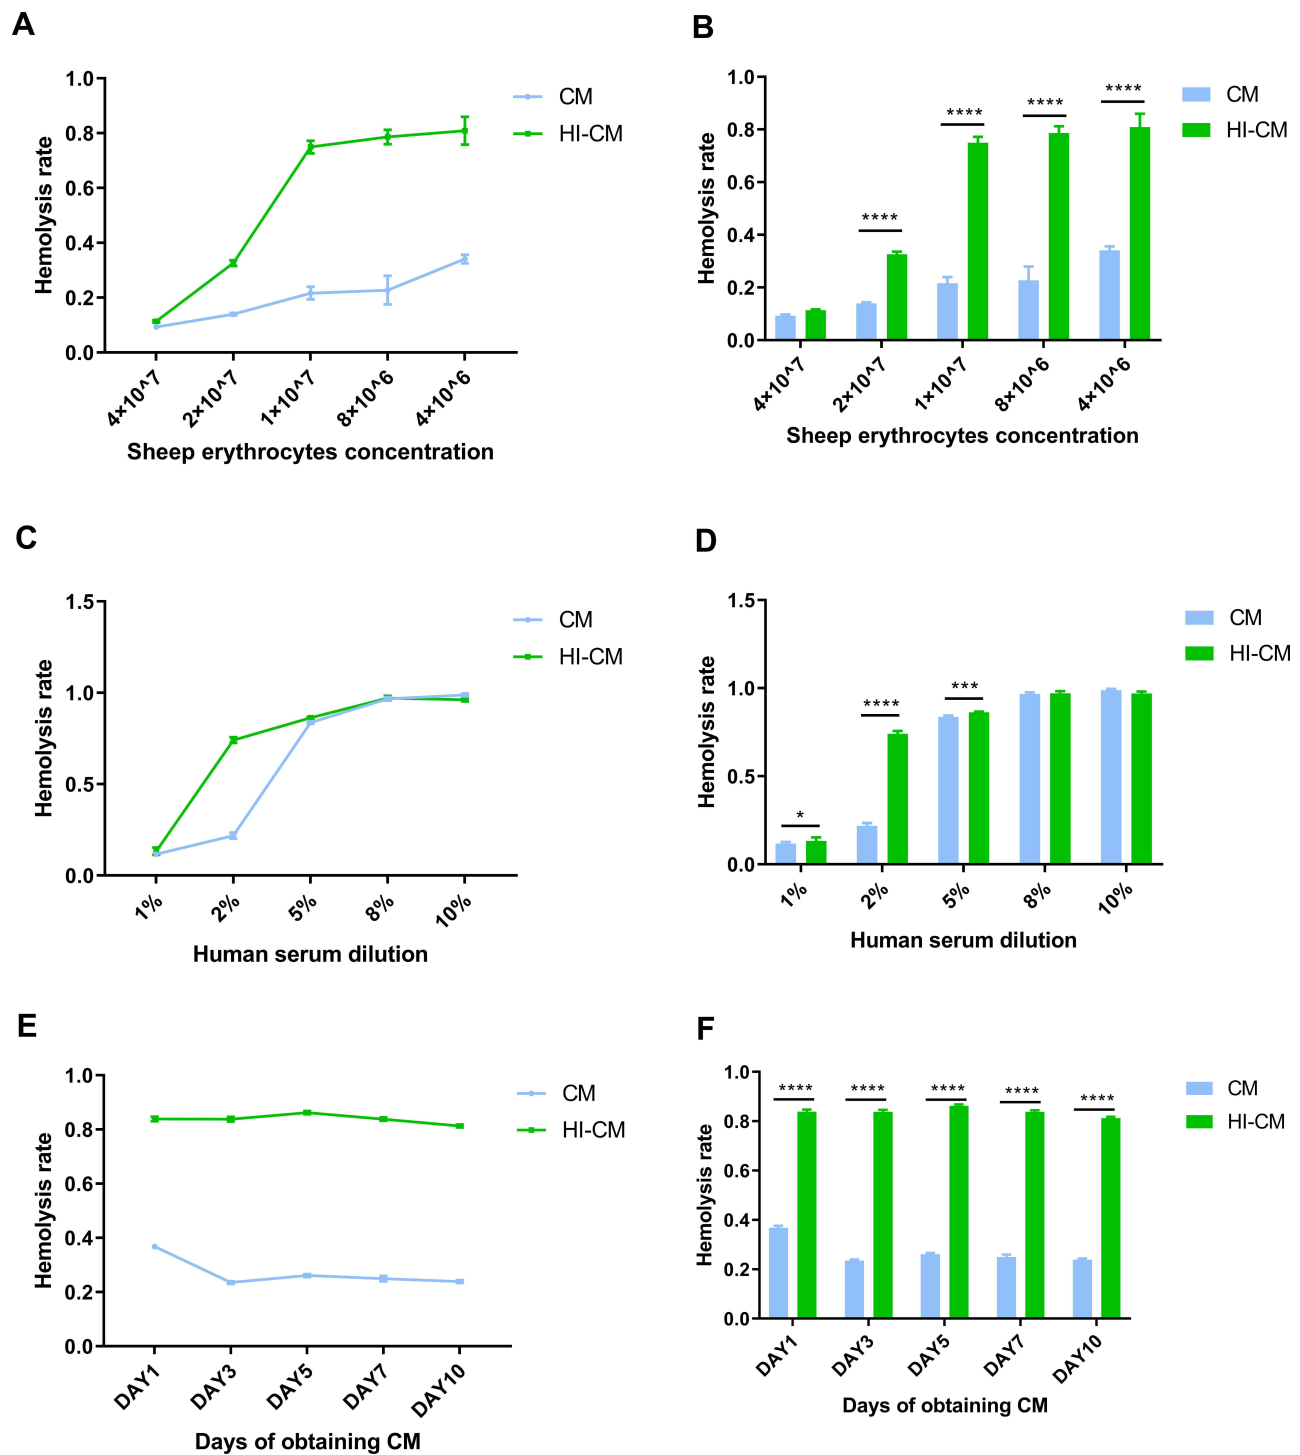 A
1.0
0.8
0.6
0.4
0.2
0.0
Hemolysis rate
4×10^7
2×10^7
1×10^7
8×10^6
4×10^6
Sheep erythrocytes concentration
CM
HI-CM
B
1.0
0.8
0.6
0.4
0.2
0.0
Hemolysis rate
****
****
****
****
4×10^7
2×10^7
1×10^7
8×10^6
4×10^6
Sheep erythrocytes concentration
CM
HI-CM
C
1.5
1.0
0.5
0.0
Hemolysis rate
1%
2%
5%
8%
10%
Human serum dilution
CM
HI-CM
D
1.5
1.0
0.5
0.0
Hemolysis rate
*
****
***
1%
2%
5%
8%
10%
Human serum dilution
CM
HI-CM
E
1.0
0.8
0.6
0.4
0.2
0.0
Hemolysis rate
DAY1
DAY3
DAY5
DAY7
DAY10
Days of obtaining CM
CM
HI-CM
F
1.0
0.8
0.6
0.4
0.2
0.0
Hemolysis rate
****
****
****
****
****
DAY1
DAY3
DAY5
DAY7
DAY10
Days of obtaining CM
CM
HI-CM